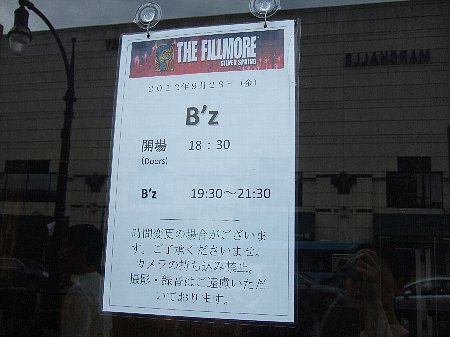 THE FILLMORE
SILVER SPRING
２０１２年９月２８日（金）
B'z
開場 18：30
(Doors)
B'z 19:30～21:30
時間変更の場合がございま
す。ご了承くださいませ。
カメラの持ち込み禁止。
撮影・録音はご遠慮いただ
いております。
MARSHALLS